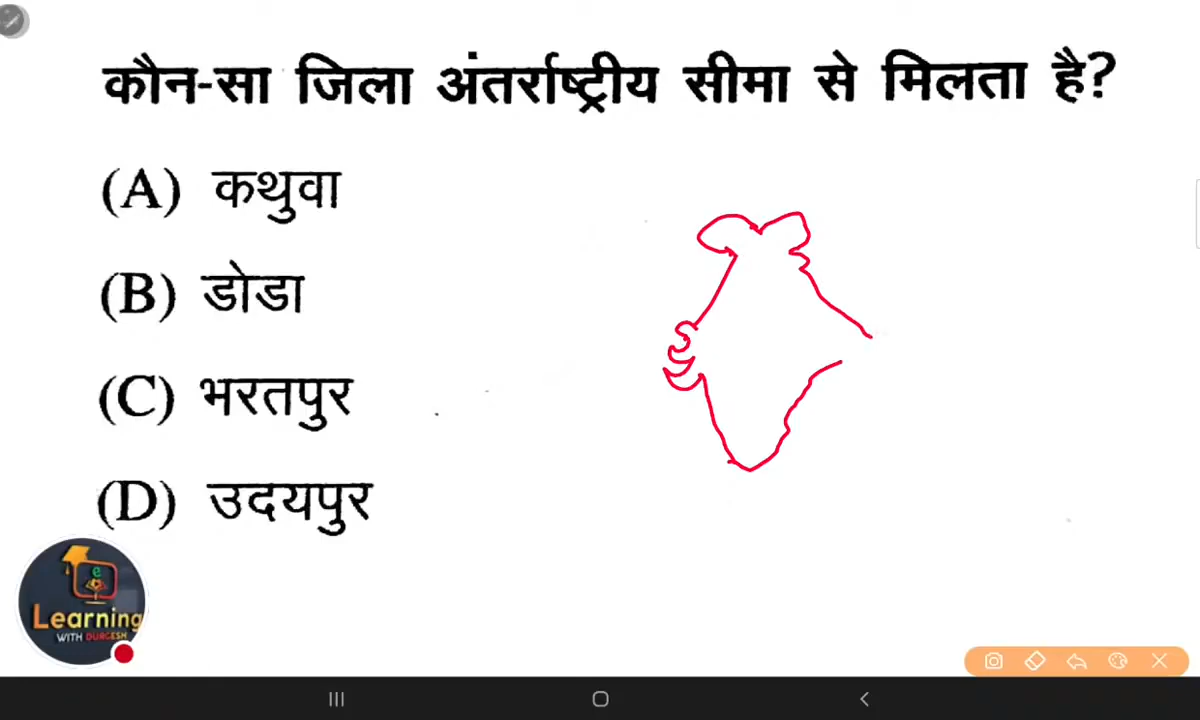 कौन-सा जिला अंतर्राष्ट्रीय सीमा से मिलता है?
(A) कथुवा
(B) डोडा
(C) भरतपुर
(D) उदयपुर
e
Learning
WITH DURGESH